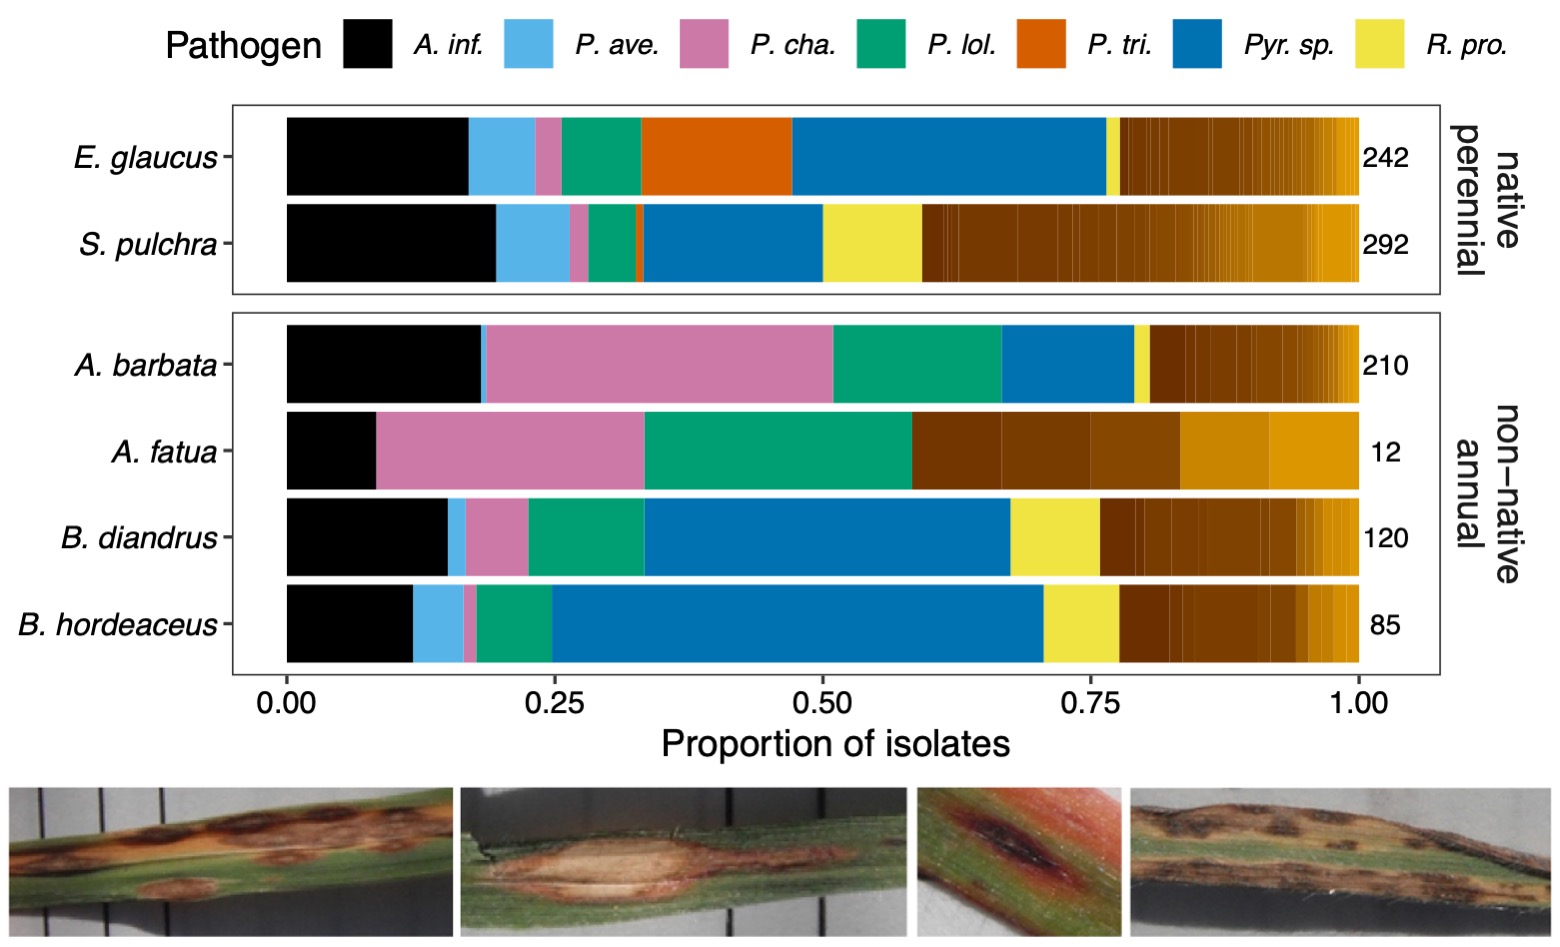 Pathogen A. inf. P. ave. P. cha. P. lol. P. tri. Pyr. sp. R. pro.
E. glaucus 242
S. pulchra 292
native
perennial
A. barbata 210
A. fatua 12
B. diandrus 120
B. hordeaceus 85
non−native
annual
0.00 0.25 0.50 0.75 1.00
Proportion of isolates